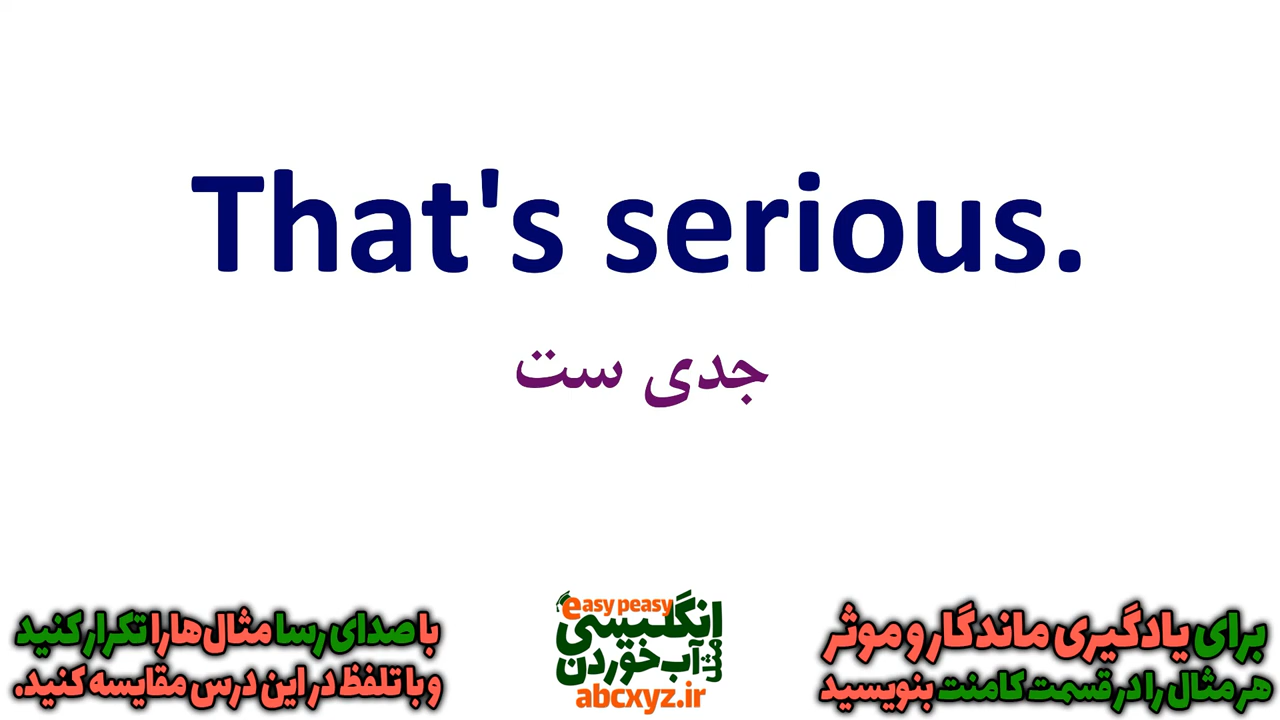 That's serious.
جدی ست
برای یادگیری ماندگار و موثر
هر مثال را در قسمت کامنت بنویسید
easy peasy
انگلیسی
مثل آب خوردن
abcxyz.ir
با صدای رسا مثال‌ها را تکرار کنید
و با تلفظ در این درس مقایسه کنید.